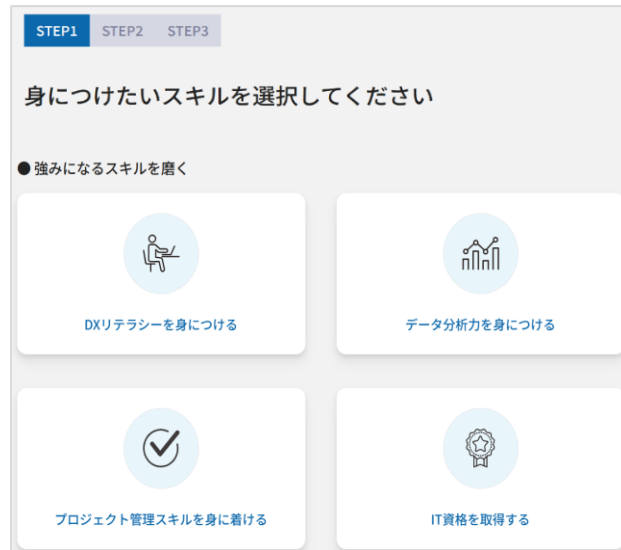 STEP1 STEP2 STEP3
身につけたいスキルを選択してください
● 強みになるスキルを磨く
DXリテラシーを身につける
データ分析力を身につける
プロジェクト管理スキルを身に着ける
IT資格を取得する